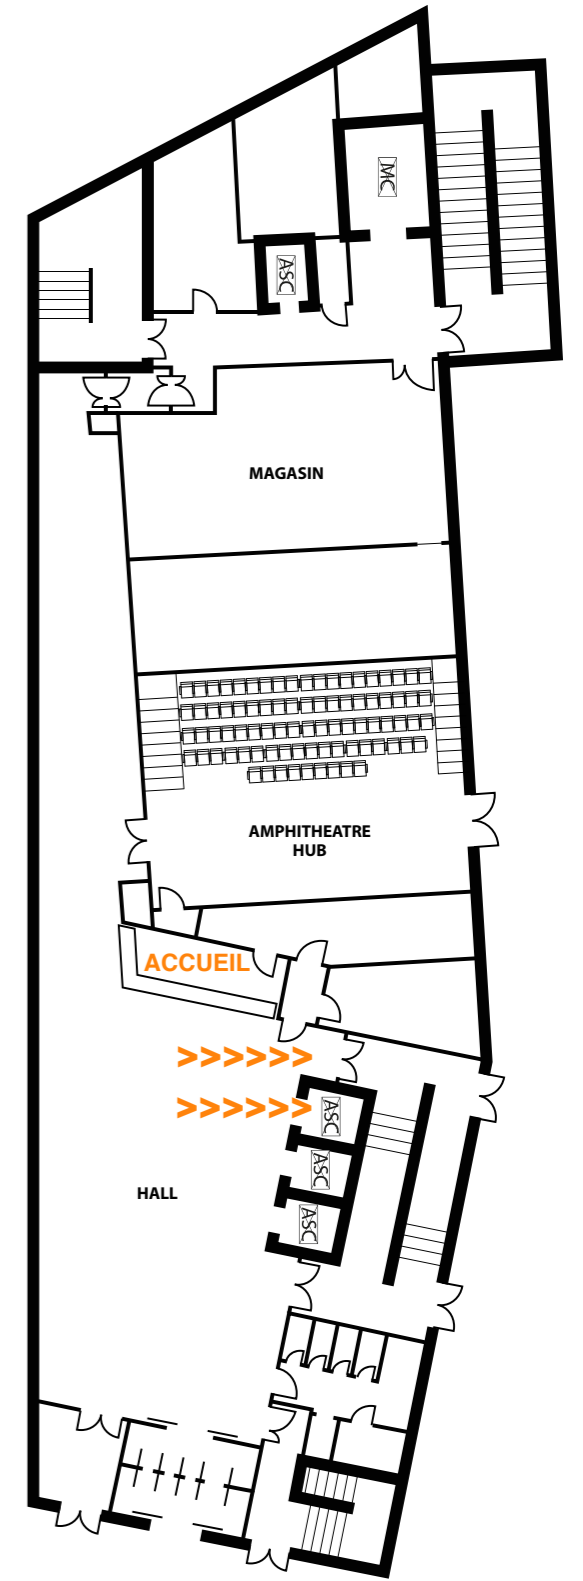 MC
ASC
MAGASIN
AMPHITHEATRE
HUB
ACCUEIL
>>>>>>
>>>>>>
ASC
ASC
HALL
ASC